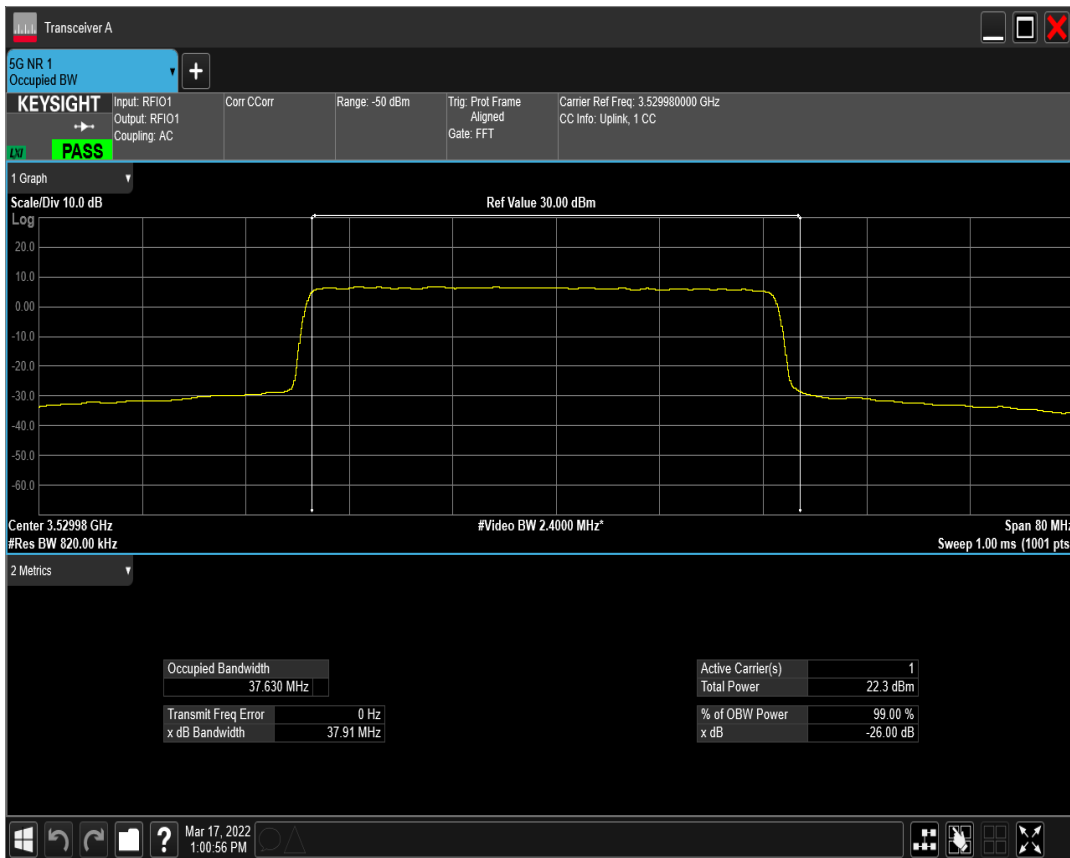 Transceiver A
5G NR 1
Occupied BW
+
KEYSIGHT
LXI
PASS
Input: RFIO1
Output: RFIO1
Coupling: AC
Corr CCorr
Range: -50 dBm
Trig: Prot Frame
Aligned
Gate: FFT
Carrier Ref Freq: 3.529980000 GHz
CC Info: Uplink, 1 CC
1 Graph
Scale/Div 10.0 dB
Ref Value 30.00 dBm
Log
20.0
10.0
0.00
-10.0
-20.0
-30.0
-40.0
-50.0
-60.0
Center 3.52998 GHz
#Video BW 2.4000 MHz*
Span 80 MHz
#Res BW 820.00 kHz
Sweep 1.00 ms (1001 pts
2 Metrics
Occupied Bandwidth
37.630 MHz
Transmit Freq Error 0 Hz
x dB Bandwidth 37.91 MHz
Active Carrier(s) 1
Total Power 22.3 dBm
% of OBW Power 99.00 %
x dB -26.00 dB
?
Mar 17, 2022
1:00:56 PM